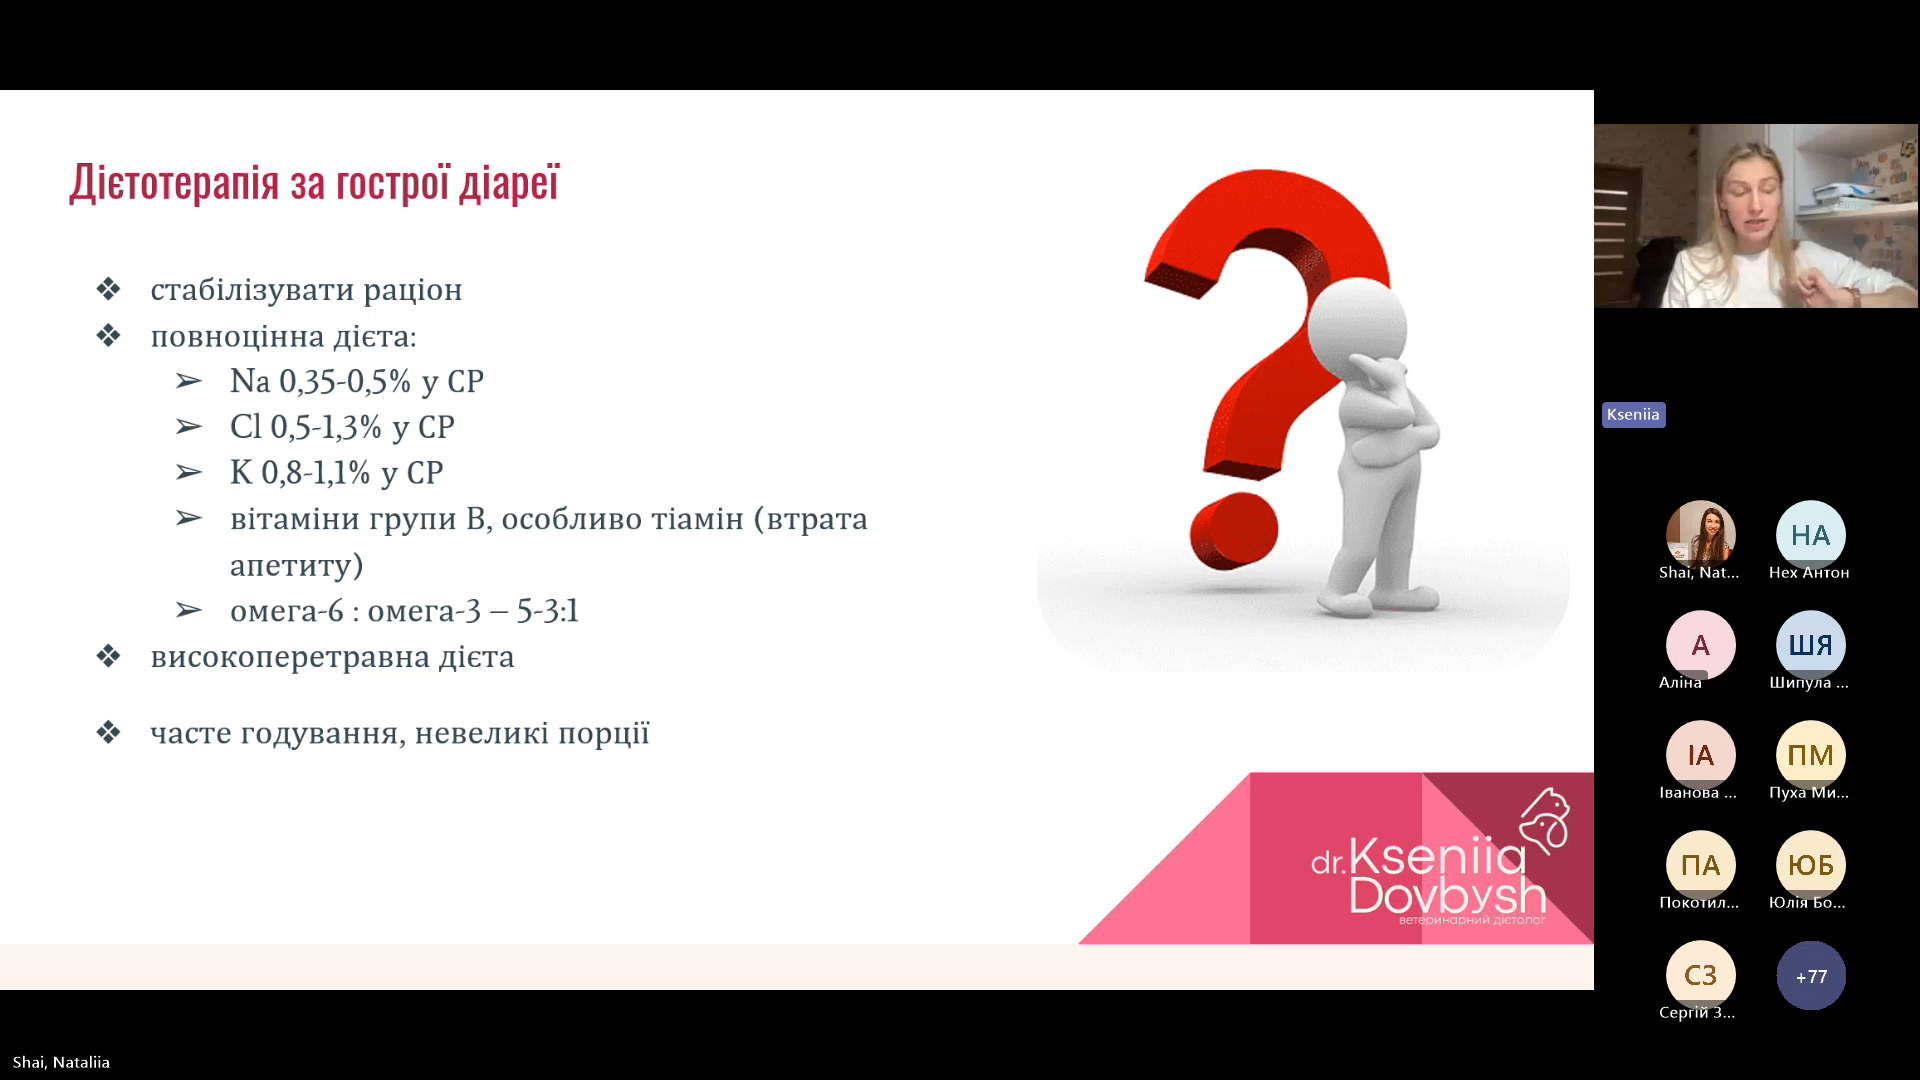 Дієтотерапія за гострої діареї
❖ стабілізувати раціон
❖ повноцінна дієта:
➢ Na 0,35-0,5% у СР
➢ Cl 0,5-1,3% у СР
➢ K 0,8-1,1% у СР
➢ вітаміни групи В, особливо тіамін (втрата
апетиту)
➢ омега-6 : омега-3 – 5-3:1
❖ високоперетравна дієта
❖ часте годування, невеликі порції
dr. Kseniia
Dovbysh
ветеринарний дієтолог
Kseniia
Shai, Nat...
НА
Нех Антон
А
Аліна
ШЯ
Шипула ...
ІА
Іванова ...
ПМ
Пуха Ми...
ПА
Покотил...
ЮБ
Юлія Бо...
СЗ
Сергій З...
+77
Shai, Nataliia